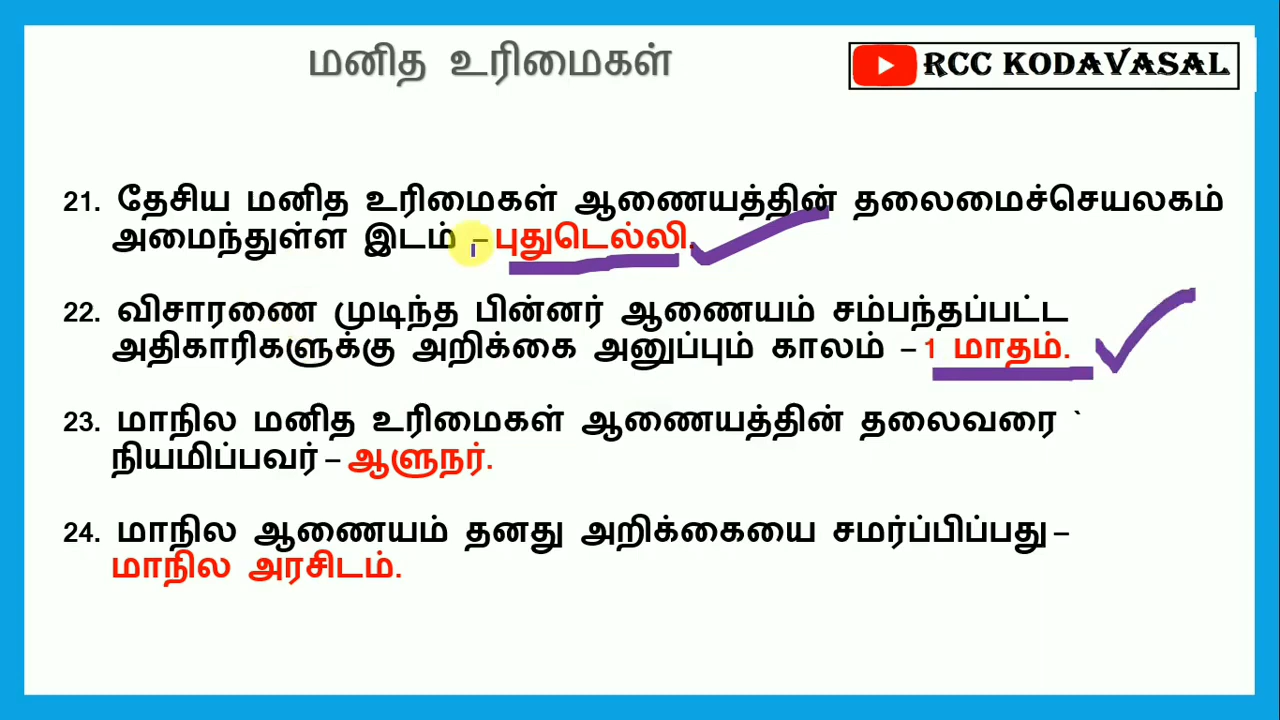 மனித உரிமைகள்
RCC KODAVASAL
21. தேசிய மனித உரிமைகள் ஆணையத்தின் தலைமைச்செயலகம்
அமைந்துள்ள இடம் – புதுடெல்லி.
22. விசாரணை முடிந்த பின்னர் ஆணையம் சம்பந்தப்பட்ட
அதிகாரிகளுக்கு அறிக்கை அனுப்பும் காலம் – 1 மாதம்.
23. மாநில மனித உரிமைகள் ஆணையத்தின் தலைவரை `
நியமிப்பவர் – ஆளுநர்.
24. மாநில ஆணையம் தனது அறிக்கையை சமர்ப்பிப்பது –
மாநில அரசிடம்.